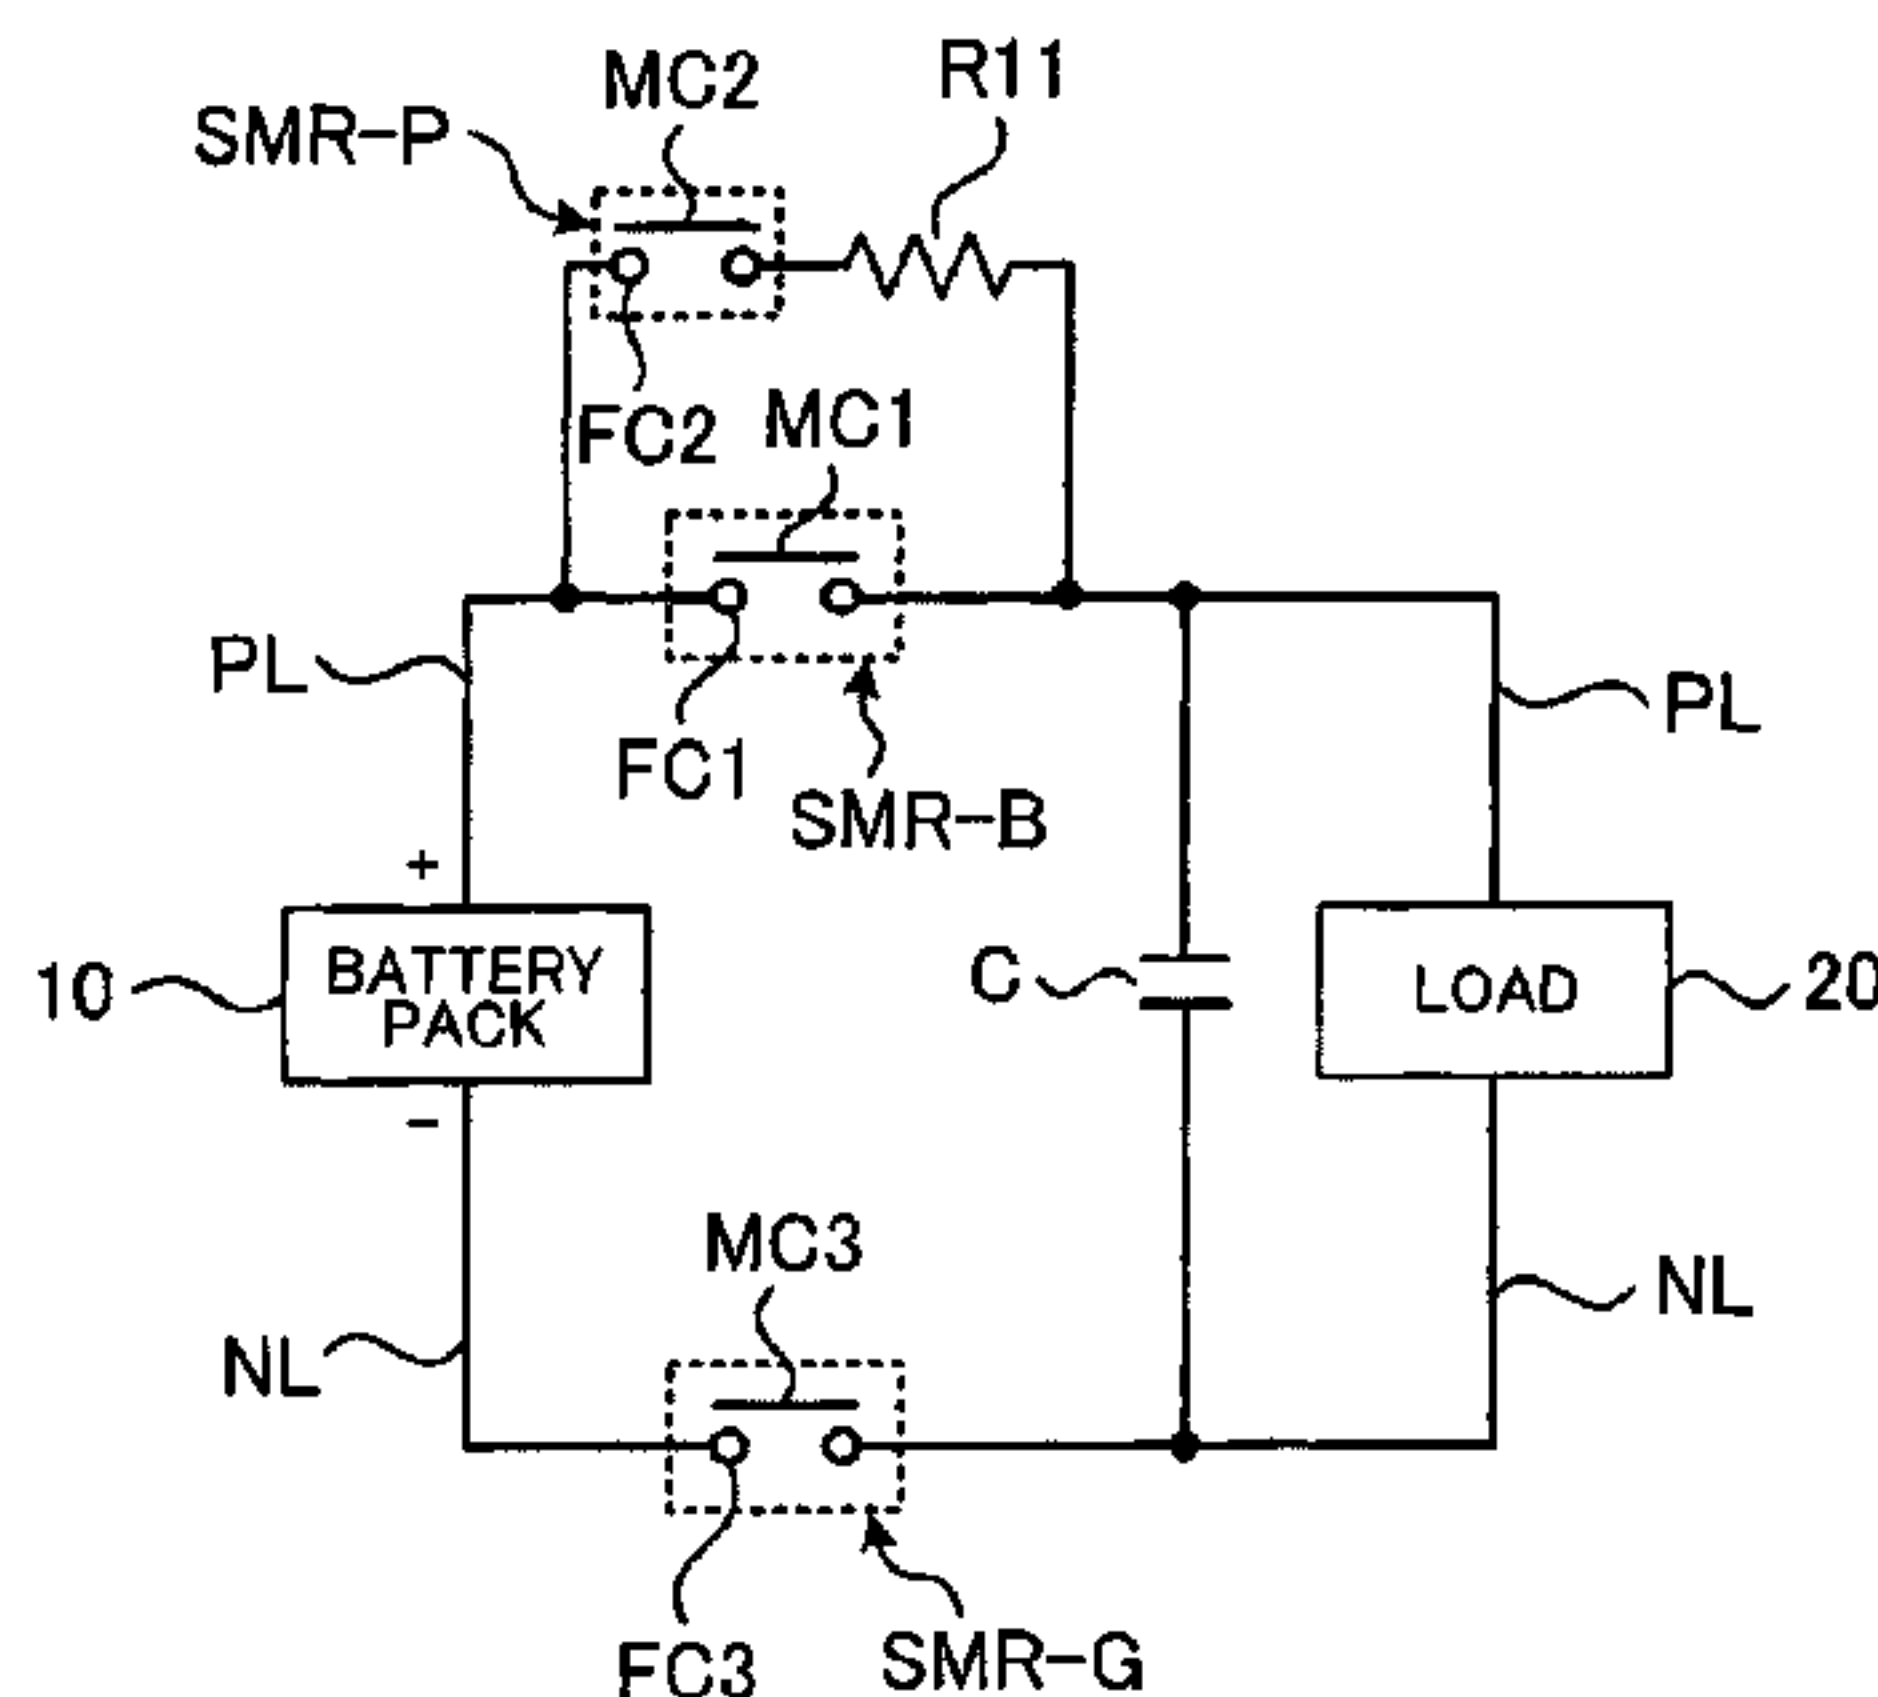 MC2
R11
SMR-P
FC2
MC1
PL
FC1
SMR-B
PL
+
10
BATTERY
PACK
C
LOAD
20
-
MC3
NL
NL
FC3
SMR-G